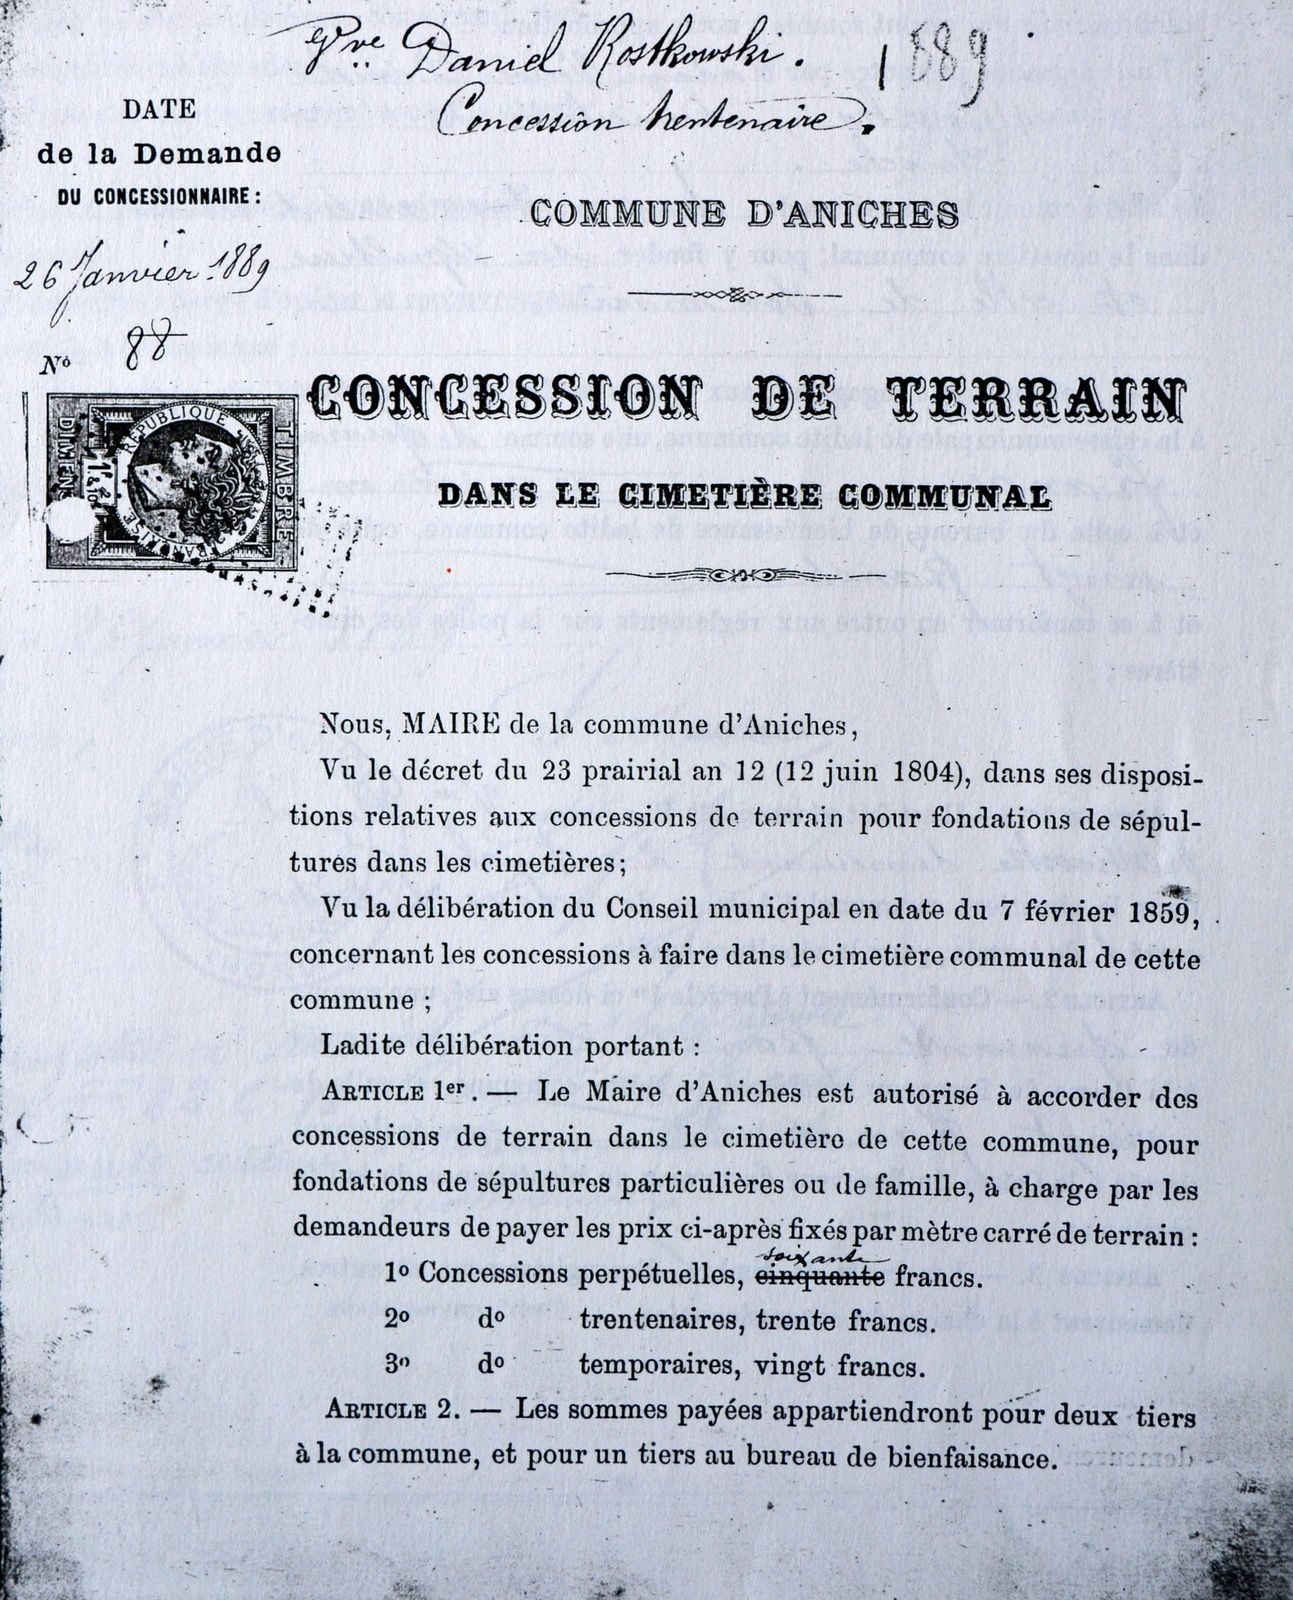 Vve Daniel Rostkowski. 1889
Concession trentenaire.
DATE
de la Demande
DU CONCESSIONNAIRE :
26 Janvier 1889
No 88
TIMBRE
DIMEN
RÉPUBLIQUE
FRANÇAISE
COMMUNE D'ANICHES
CONCESSION DE TERRAIN
DANS LE CIMETIÈRE COMMUNAL
Nous, MAIRE de la commune d'Aniches,
Vu le décret du 23 prairial an 12 (12 juin 1804), dans ses disposi-
tions relatives aux concessions de terrain pour fondations de sépul-
tures dans les cimetières;
Vu la délibération du Conseil municipal en date du 7 février 1859,
concernant les concessions à faire dans le cimetière communal de cette
commune ;
Ladite délibération portant :
ARTICLE 1er. — Le Maire d'Aniches est autorisé à accorder des
concessions de terrain dans le cimetière de cette commune, pour
fondations de sépultures particulières ou de famille, à charge par les
demandeurs de payer les prix ci-après fixés par mètre carré de terrain :
soixante
1o Concessions perpétuelles, cinquante francs.
2o do trentenaires, trente francs.
3o do temporaires, vingt francs.
ARTICLE 2. — Les sommes payées appartiendront pour deux tiers
à la commune, et pour un tiers au bureau de bienfaisance.